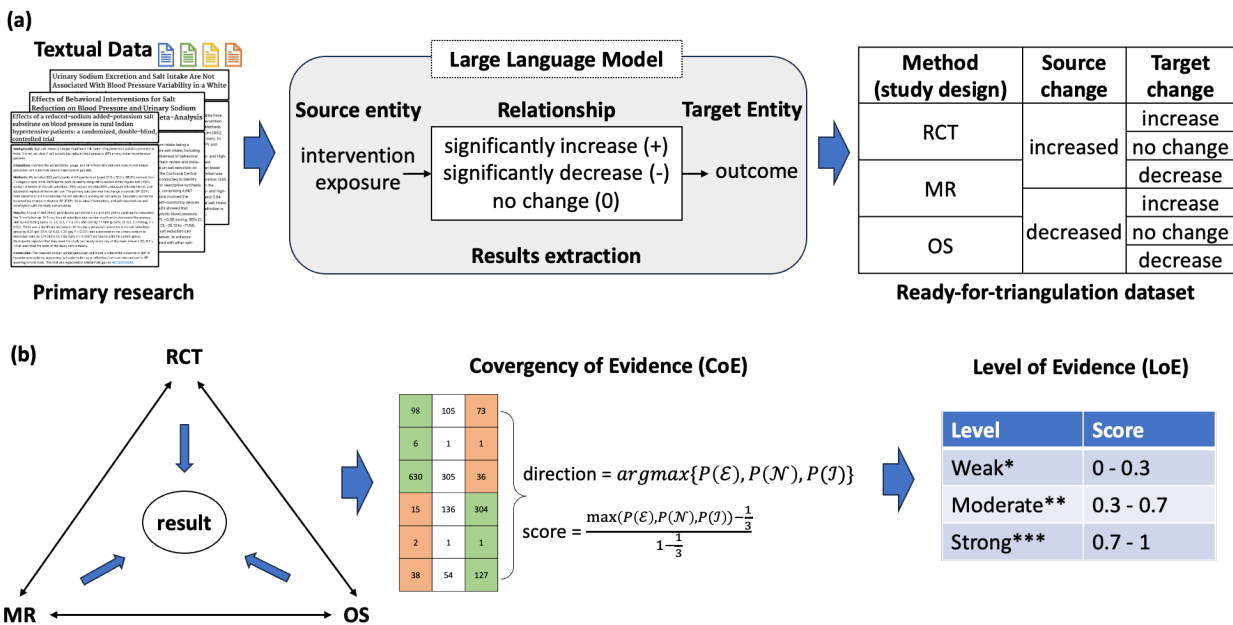 (a)
Textual Data
Urinary Sodium Excretion and Salt Intake Are Not
Associated With Blood Pressure Variability in a White
Effects of Behavioral Interventions for Salt
Reduction on Blood Pressure and Urinary Sodium
Meta-Analysis
Effects of a reduced-sodium added-potassium salt
substitute on blood pressure in rural Indian
hypertensive patients: a randomized, double-blind,
controlled trial
Primary research
Large Language Model
Source entity
Relationship
Target Entity
intervention
exposure
significantly increase (+)
significantly decrease (-)
no change (0)
outcome
Results extraction
Method
(study design)
Source
change
Target
change
RCT
MR
OS
increased
decreased
increase
no change
decrease
increase
no change
decrease
Ready-for-triangulation dataset
(b)
RCT
result
MR
OS
Covergency of Evidence (CoE)
98 105 73
6 1 1
630 305 36
15 136 304
2 1 1
38 54 127
direction = argmax{P(ℰ), P(𝒩), P(ℐ)}
score = (max(P(ℰ),P(𝒩),P(ℐ))−1/3)/(1−1/3)
Level of Evidence (LoE)
Level Score
Weak* 0 - 0.3
Moderate** 0.3 - 0.7
Strong*** 0.7 - 1